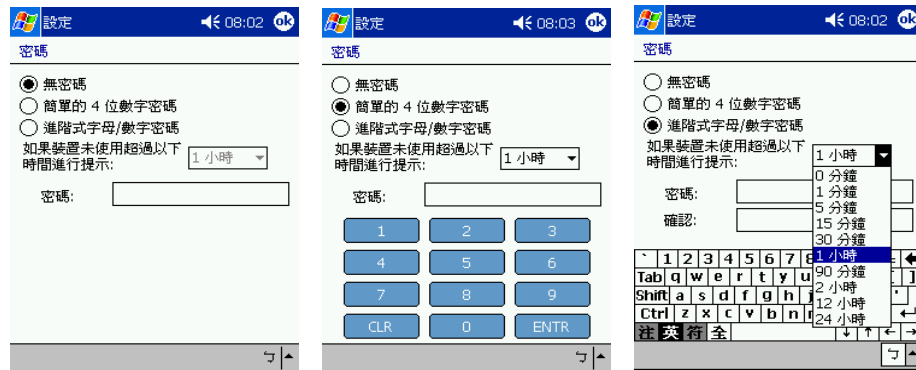 設定 08:02 ok
密碼
無密碼
簡單的 4 位數字密碼
進階式字母/數字密碼
如果裝置未使用超過以下
時間進行提示: 1 小時
密碼:
ㄅ
設定 08:03 ok
密碼
無密碼
簡單的 4 位數字密碼
進階式字母/數字密碼
如果裝置未使用超過以下
時間進行提示: 1 小時
密碼:
1 2 3
4 5 6
7 8 9
CLR 0 ENTR
ㄅ
設定 08:02 ok
密碼
無密碼
簡單的 4 位數字密碼
進階式字母/數字密碼
如果裝置未使用超過以下
時間進行提示: 1 小時
密碼:
確認:
0 分鐘
1 分鐘
5 分鐘
15 分鐘
30 分鐘
1 小時
90 分鐘
2 小時
12 小時
24 小時
` 1 2 3 4 5 6 7 8 =
Tab q w e r t y u [ ]
Shift a s d f g h j '
Ctrl z x c v b n
注 英 符 全 ↓ ↑ ← →
ㄅ